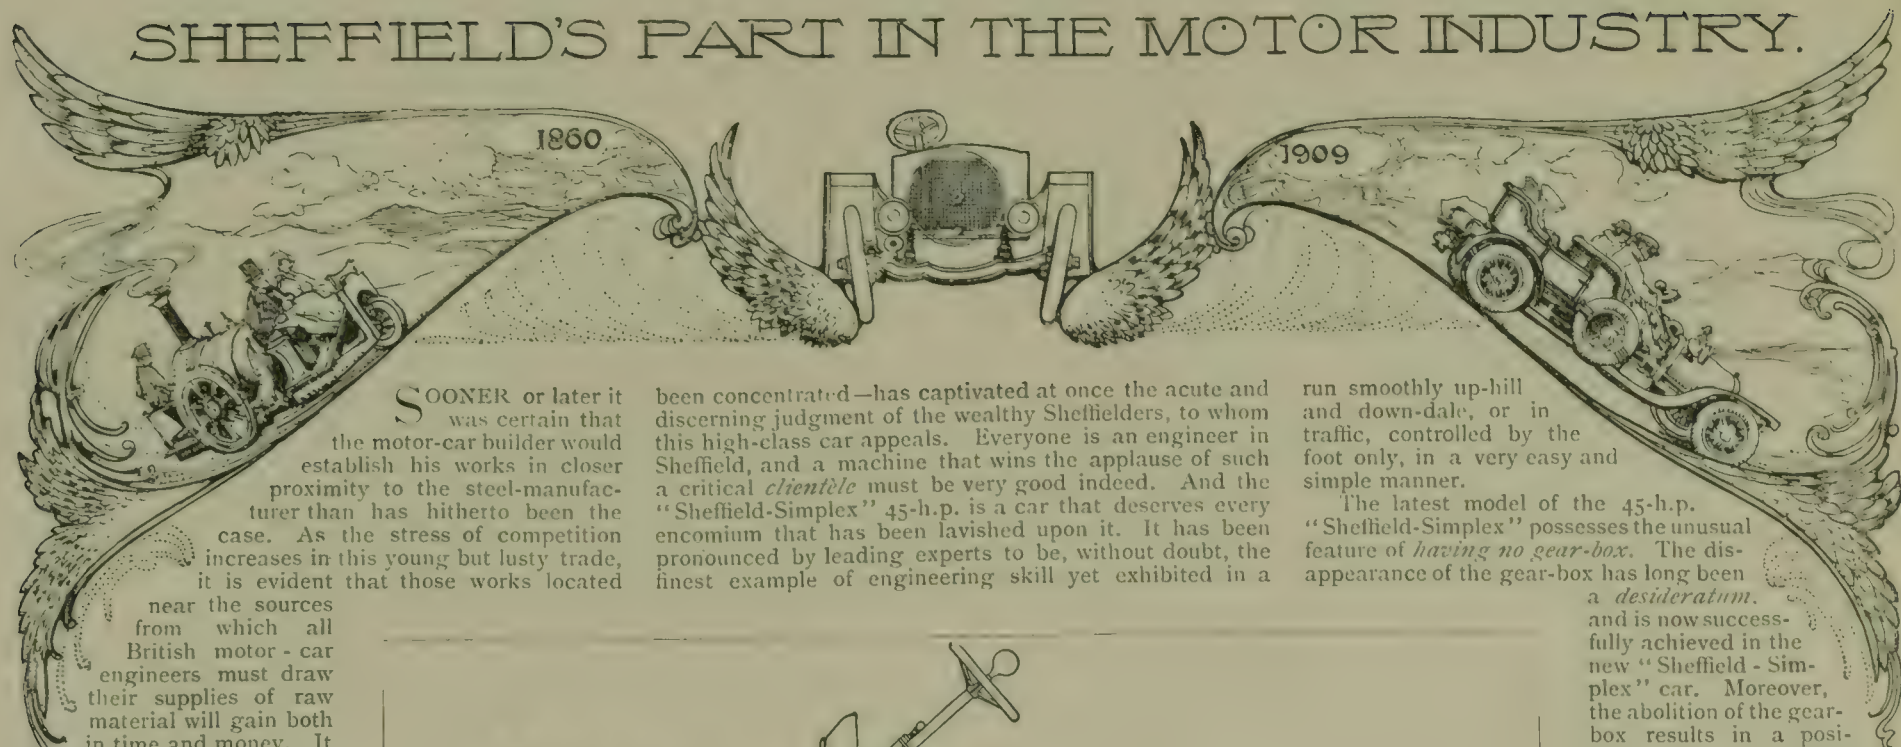 SHEFFIELD'S PART IN THE MOTOR INDUSTRY.
1860
1909
SOONER or later it
was certain that
the motor-car builder would
establish his works in closer
proximity to the steel-manufac-
turer than has hitherto been the
case. As the stress of competition
increases in this young but lusty trade,
it is evident that those works located
near the sources
from which all
British motor - car
engineers must draw
their supplies of raw
material will gain both
in time and money. It
been concentrated—has captivated at once the acute and
discerning judgment of the wealthy Sheffielders, to whom
this high-class car appeals. Everyone is an engineer in
Sheffield, and a machine that wins the applause of such
a critical clientèle must be very good indeed. And the
"Sheffield-Simplex" 45-h.p. is a car that deserves every
encomium that has been lavished upon it. It has been
pronounced by leading experts to be, without doubt, the
finest example of engineering skill yet exhibited in a
run smoothly up-hill
and down-dale, or in
traffic, controlled by the
foot only, in a very easy and
simple manner.
The latest model of the 45-h.p.
"Sheffield-Simplex" possesses the unusual
feature of having no gear-box. The dis-
appearance of the gear-box has long been
a desideratum.
and is now success-
fully achieved in the
new "Sheffield - Sim-
plex" car. Moreover,
the abolition of the gear-
box results in a posi-